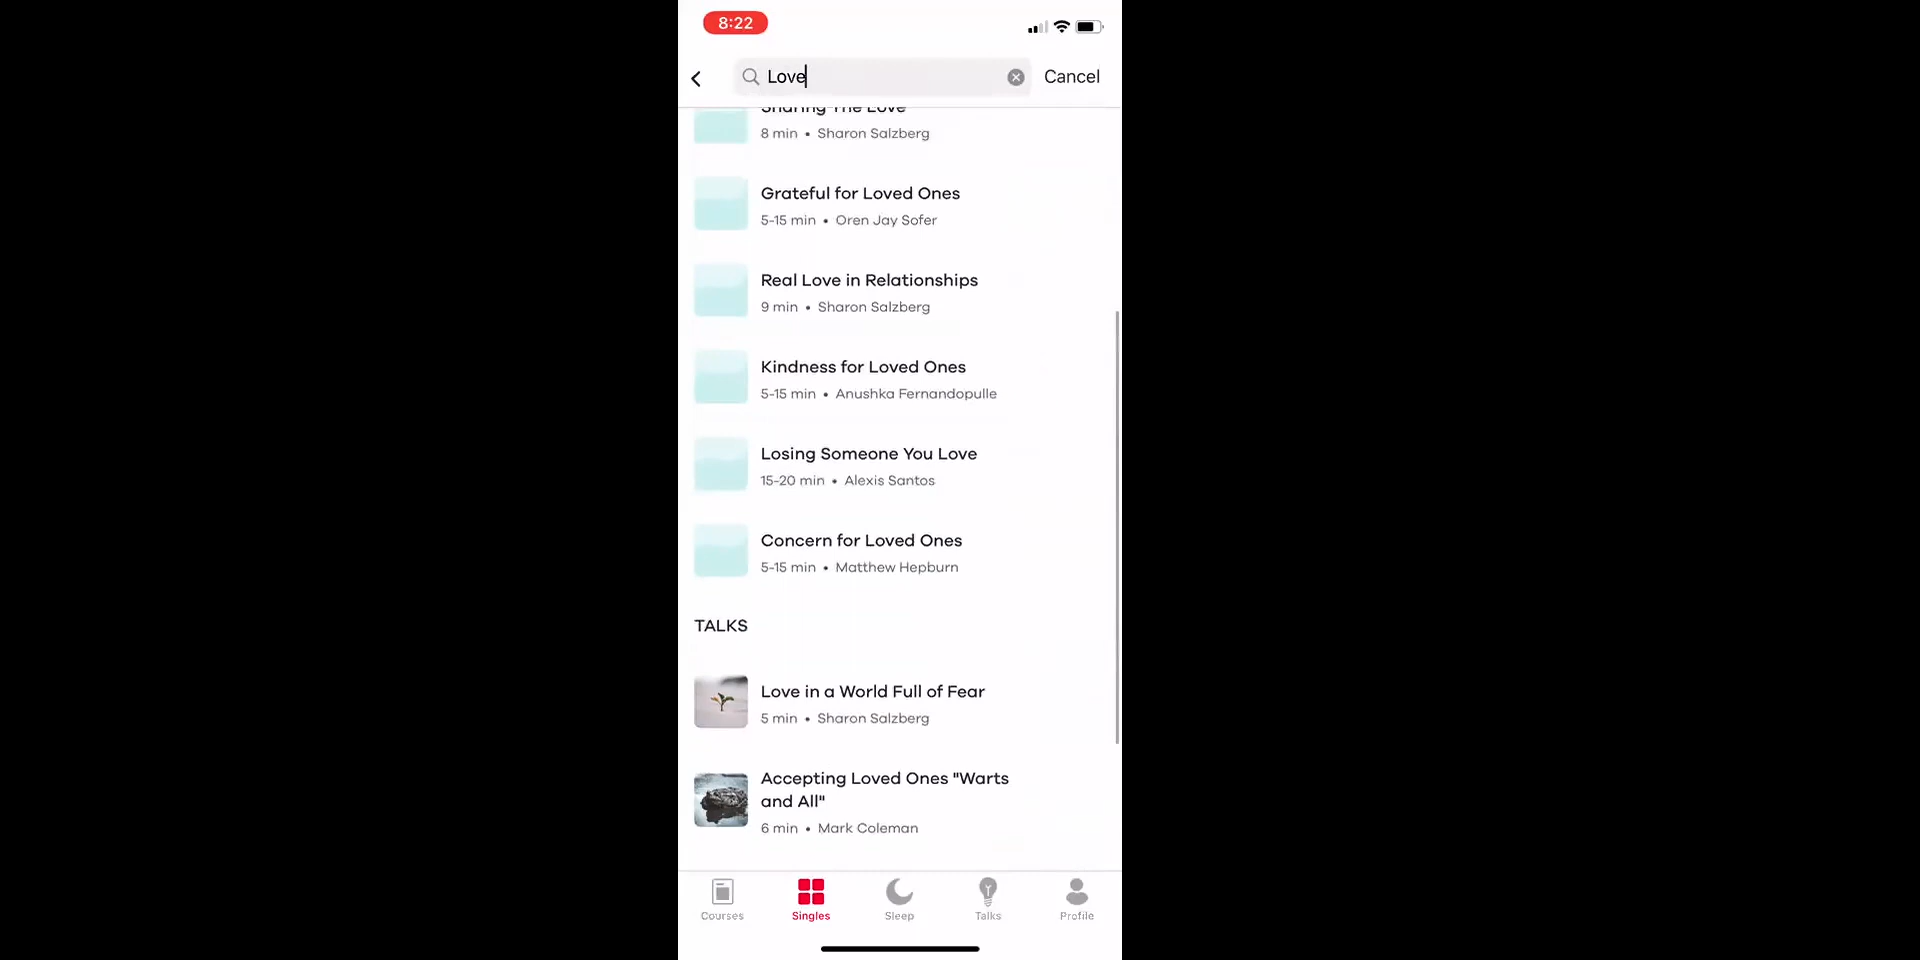 8:22
Love
Cancel
Sharing The Love
8 min • Sharon Salzberg
Grateful for Loved Ones
5-15 min • Oren Jay Sofer
Real Love in Relationships
9 min • Sharon Salzberg
Kindness for Loved Ones
5-15 min • Anushka Fernandopulle
Losing Someone You Love
15-20 min • Alexis Santos
Concern for Loved Ones
5-15 min • Matthew Hepburn
TALKS
Love in a World Full of Fear
5 min • Sharon Salzberg
Accepting Loved Ones "Warts
and All"
6 min • Mark Coleman
Courses
Singles
Sleep
Talks
Profile